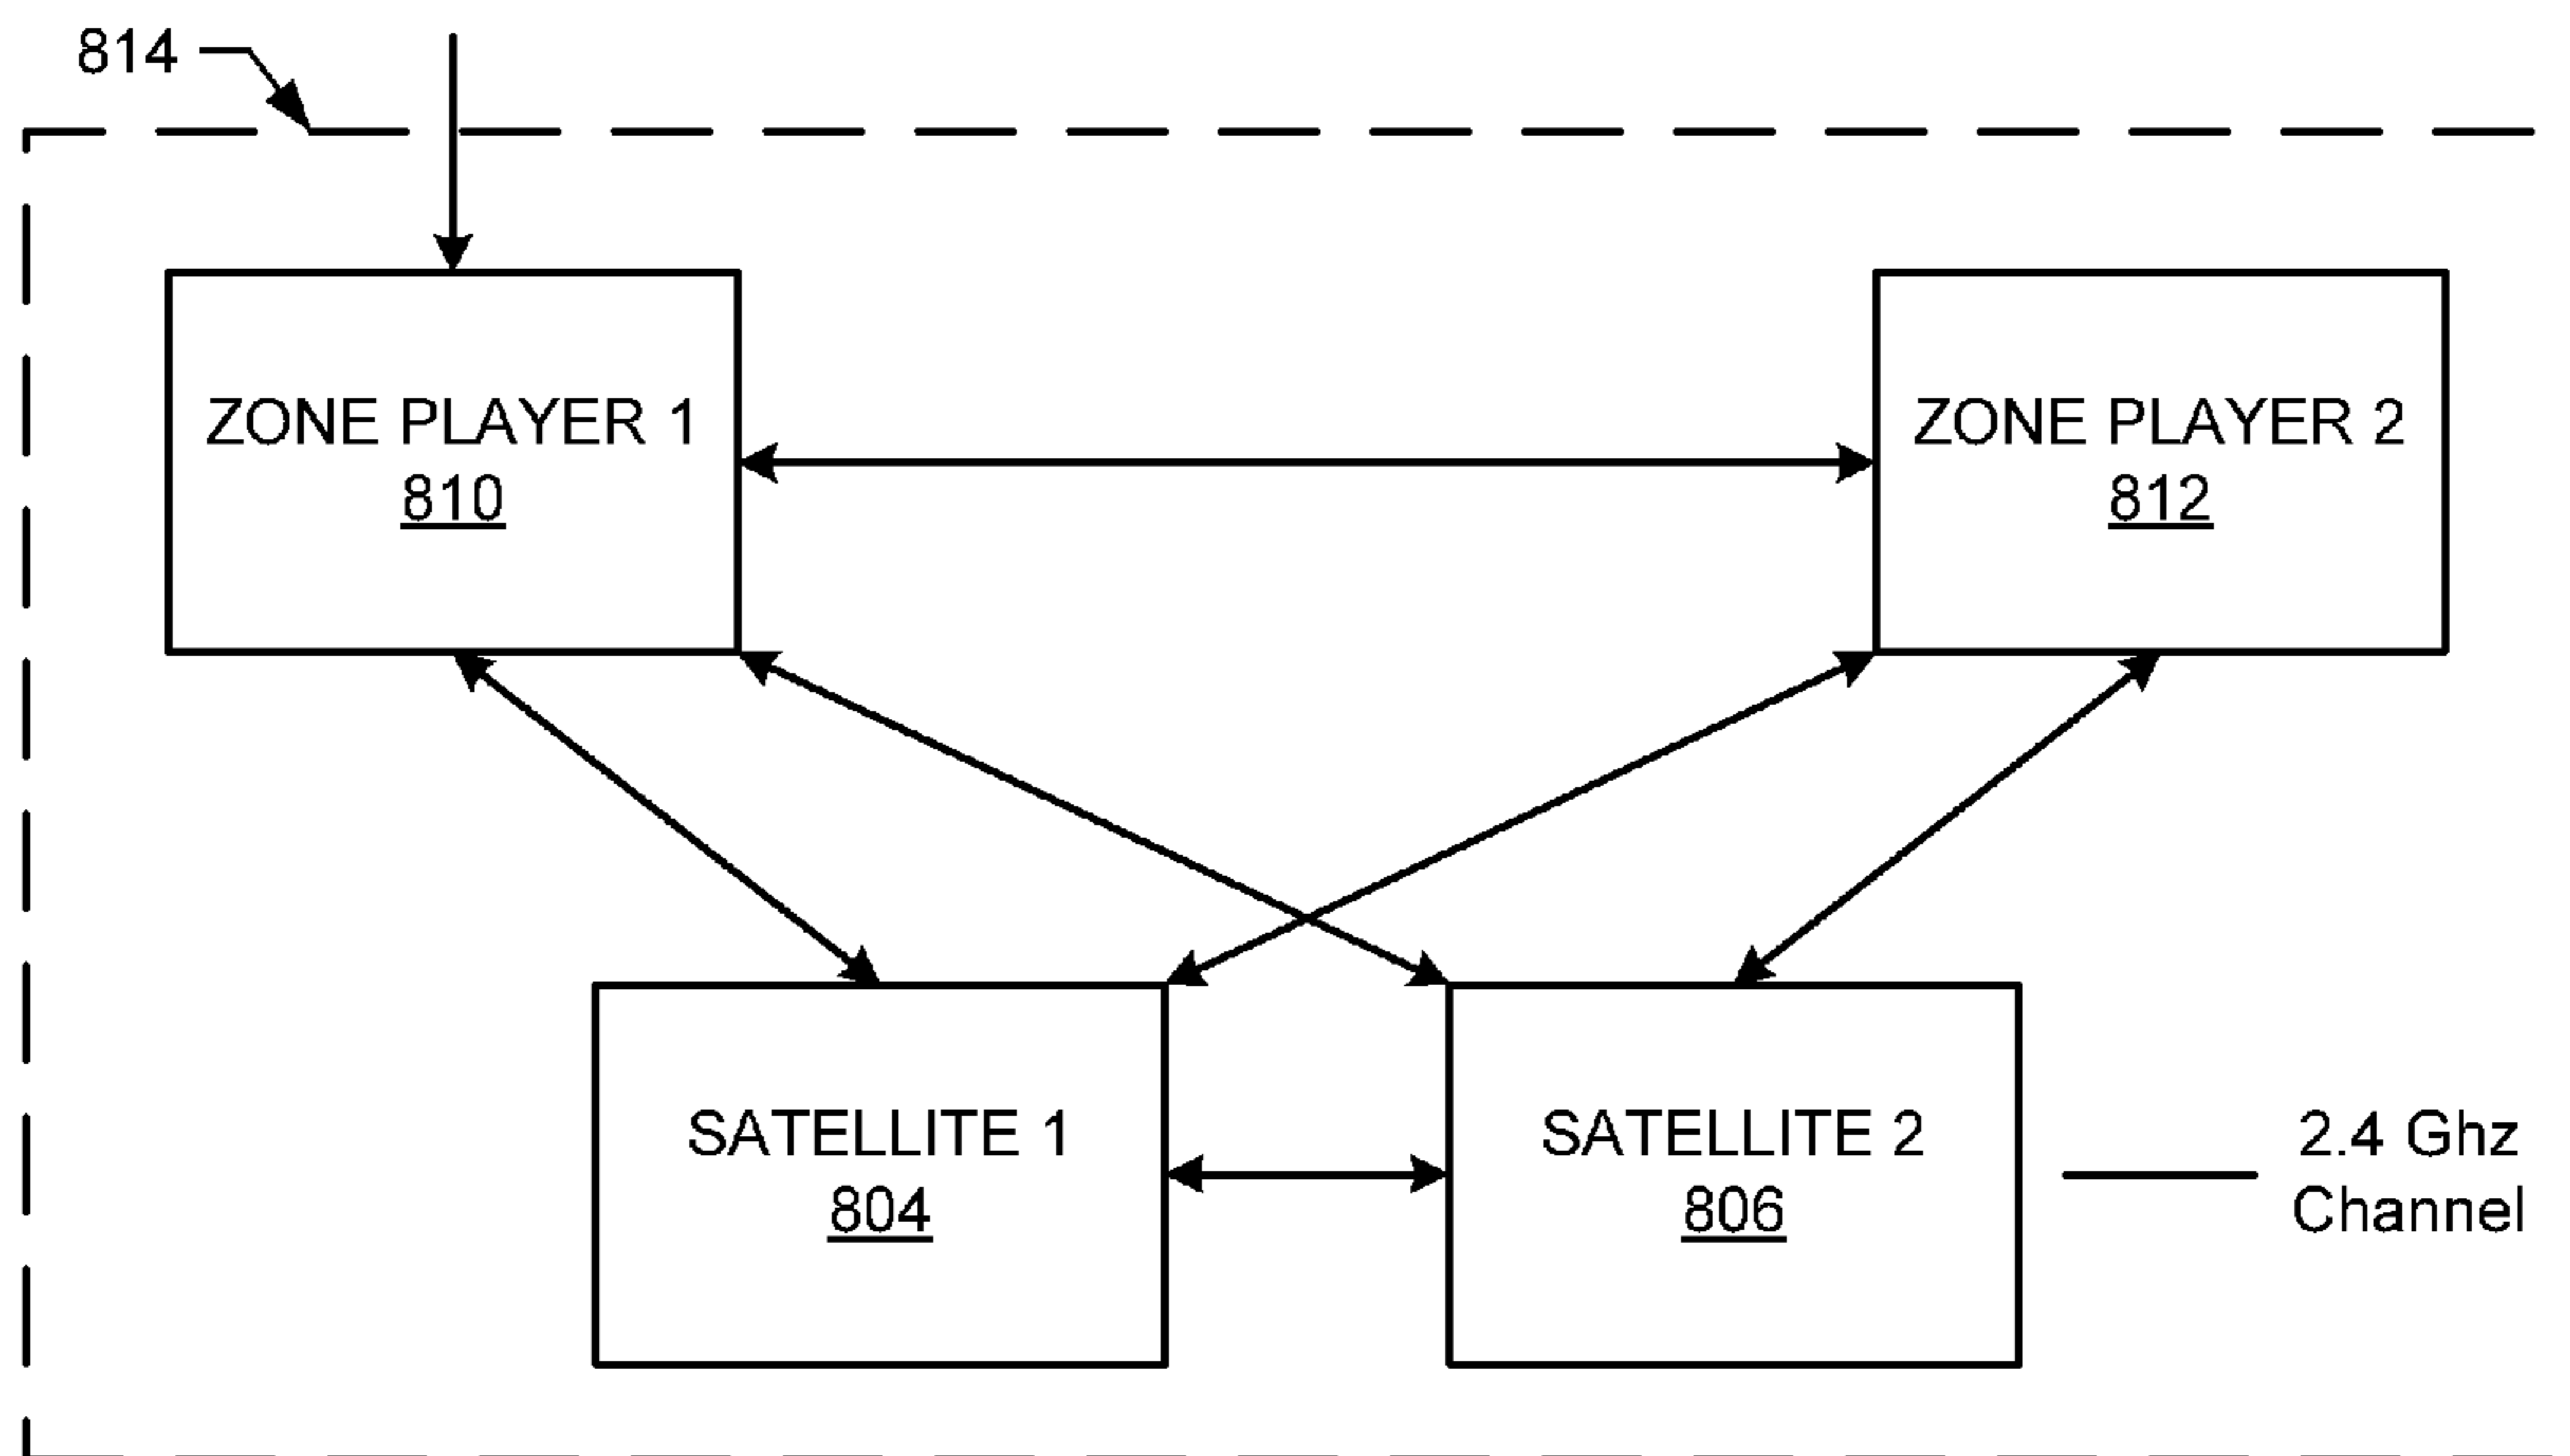 814
ZONE PLAYER 1
810
ZONE PLAYER 2
812
SATELLITE 1
804
SATELLITE 2
806
2.4 Ghz
Channel